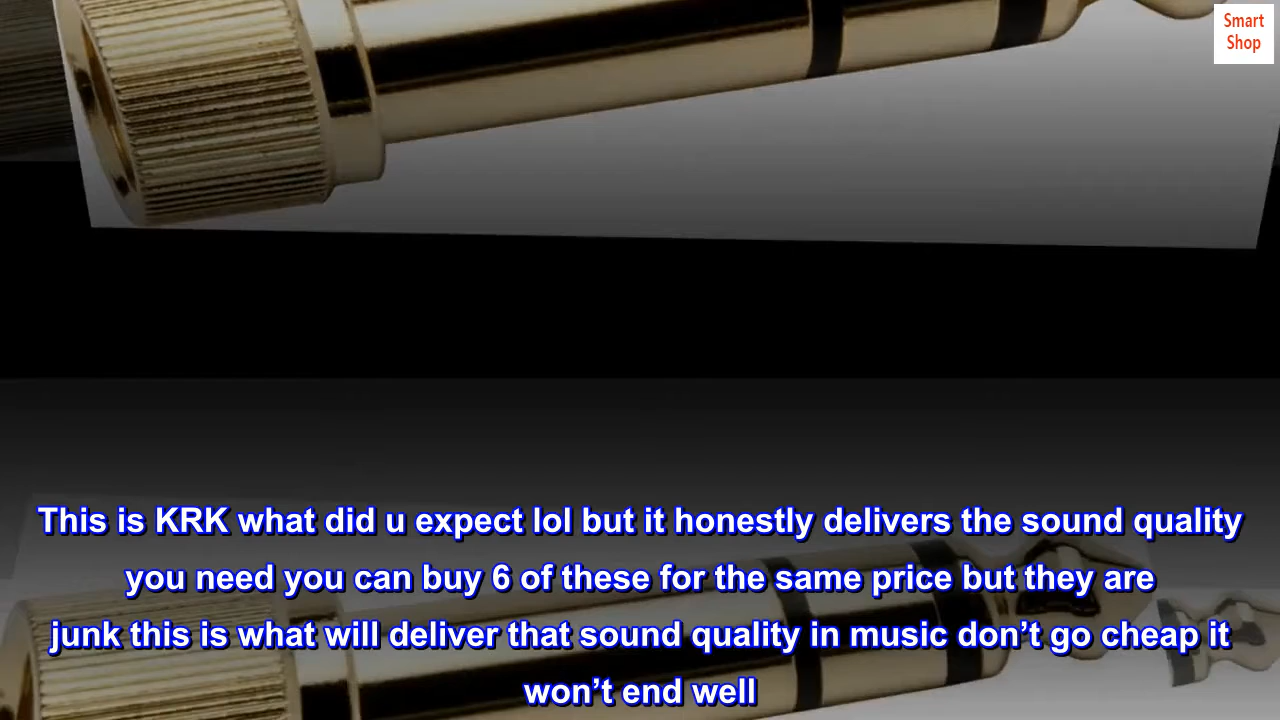 Smart
Shop
This is KRK what did u expect lol but it honestly delivers the sound quality
you need you can buy 6 of these for the same price but they are
junk this is what will deliver that sound quality in music don’t go cheap it
won’t end well